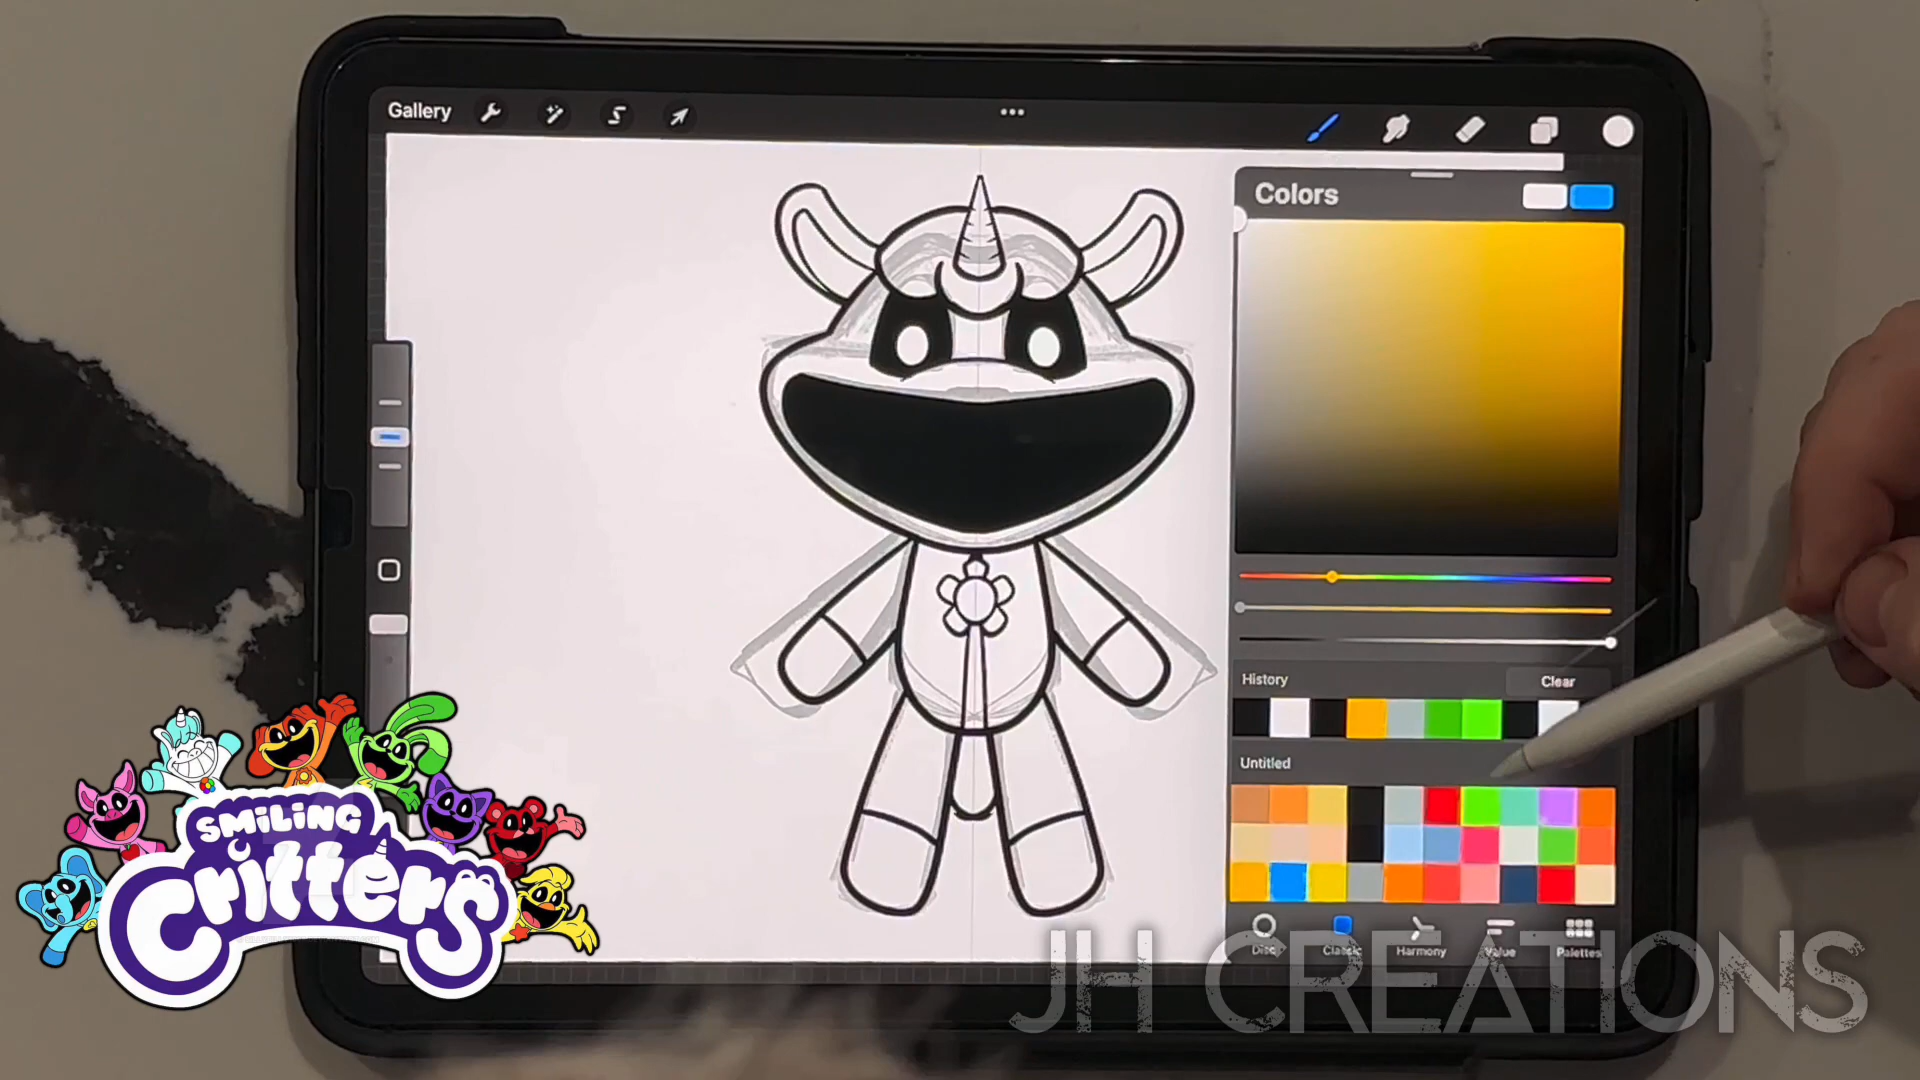 Gallery
Colors
History
Clear
Untitled
Disc
Classic
Harmony
Value
Palettes
SMiLiNG
Critters
JH CREATIONS